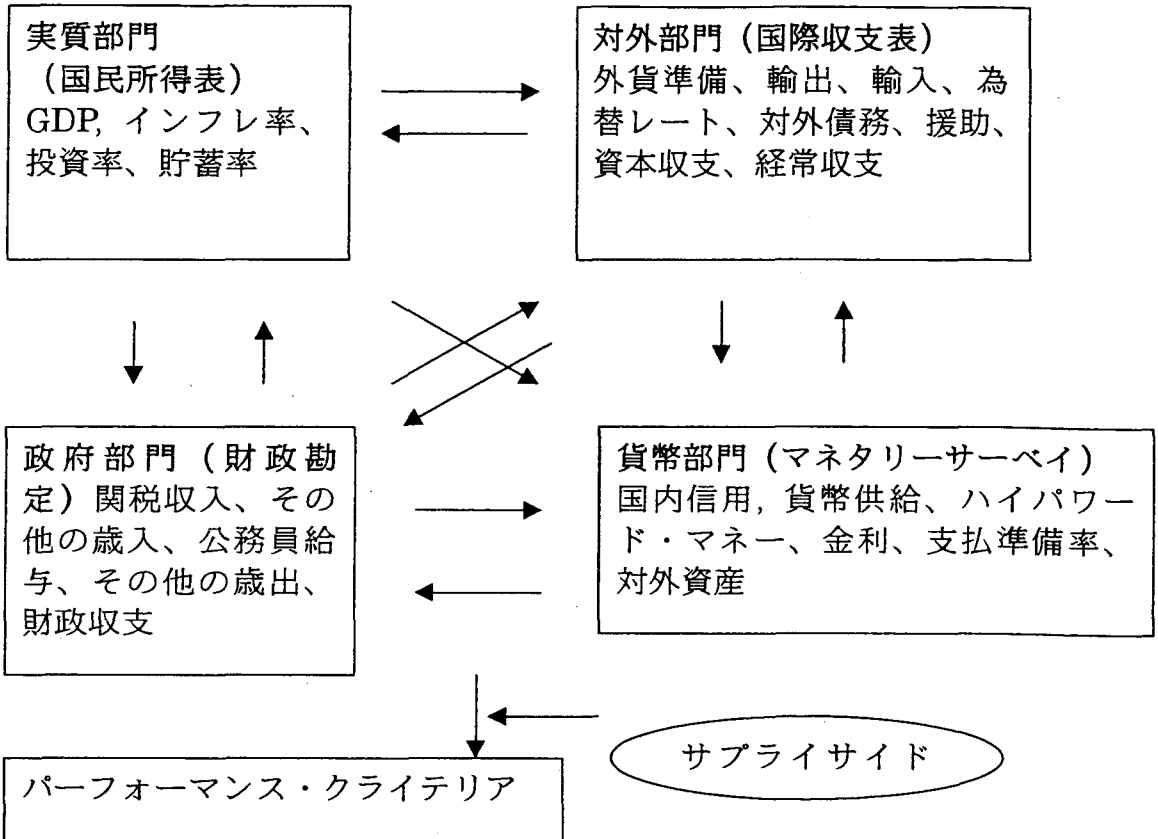 実質部門
（国民所得表）
GDP, インフレ率、
投資率、貯蓄率
対外部門（国際収支表）
外貨準備、輸出、輸入、為
替レート、対外債務、援助、
資本収支、経常収支
政府部門（財政勘
定）関税収入、その
他の歳入、公務員給
与、その他の歳出、
財政収支
貨幣部門（マネタリーサーベイ）
国内信用, 貨幣供給、ハイパワー
ド・マネー、金利、支払準備率、
対外資産
サプライサイド
パーフォーマンス・クライテリア